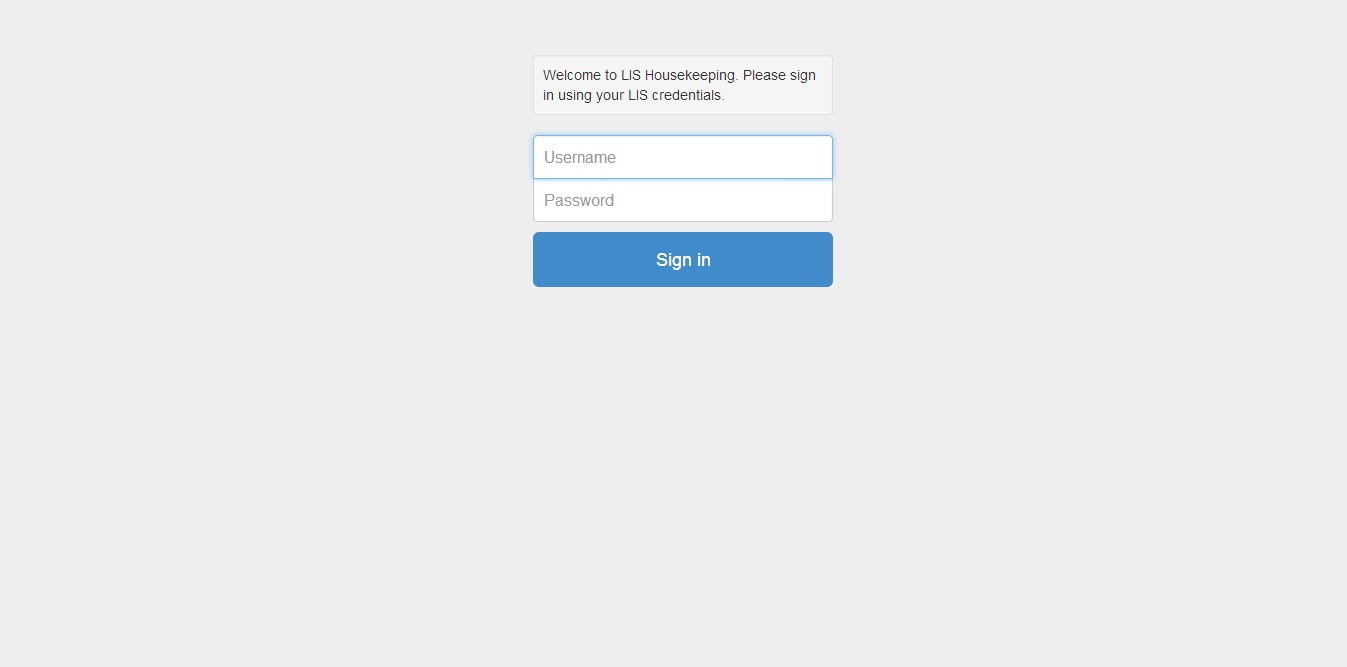 Welcome to LIS Housekeeping. Please sign
in using your LIS credentials.
Username
Password
Sign in